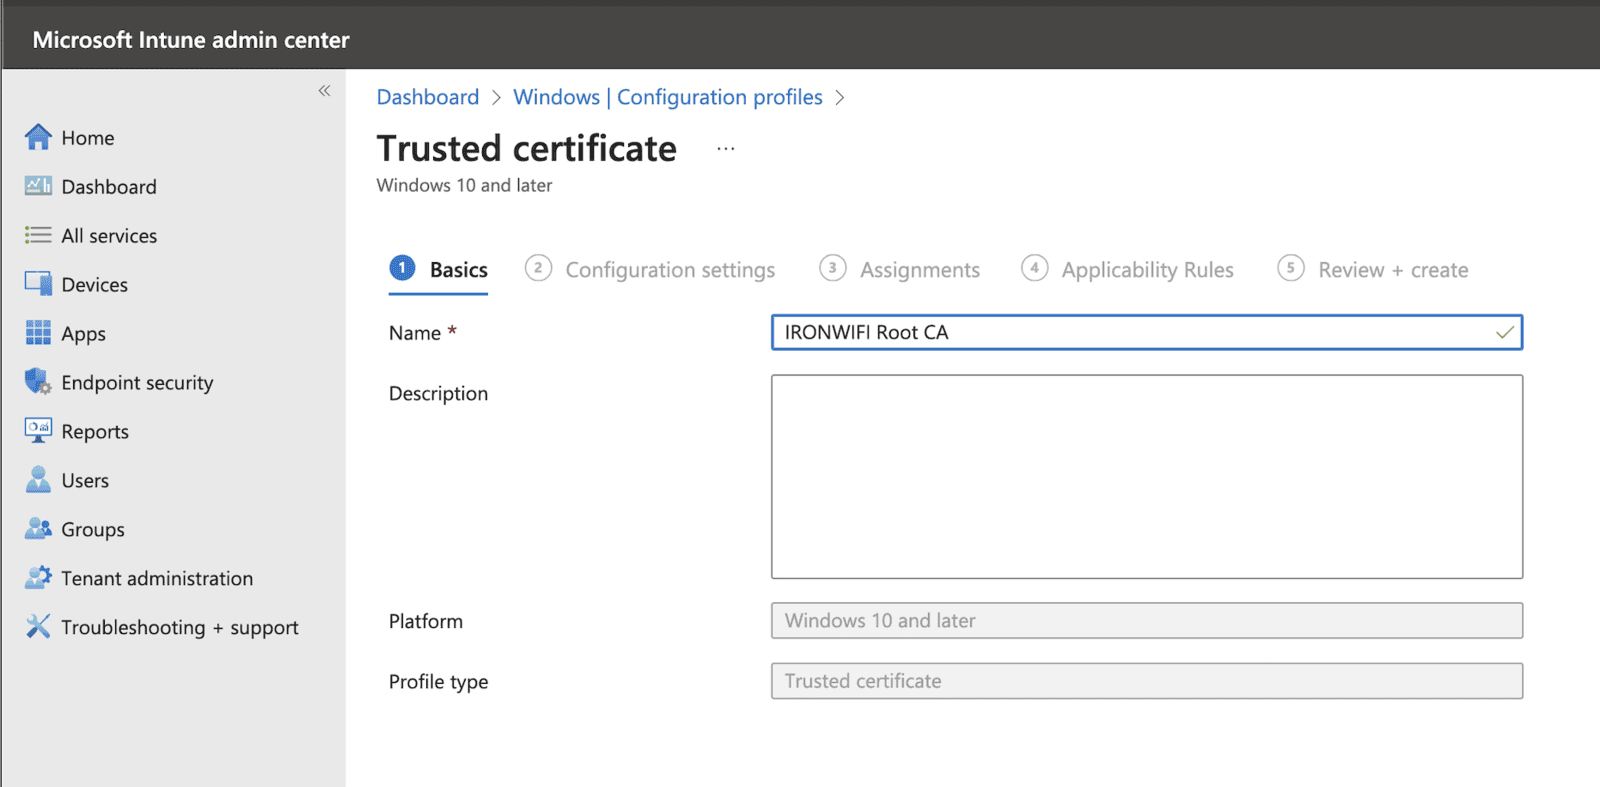 Microsoft Intune admin center
«
Home
Dashboard
All services
Devices
Apps
Endpoint security
Reports
Users
Groups
Tenant administration
Troubleshooting + support
Dashboard > Windows | Configuration profiles >
Trusted certificate ...
Windows 10 and later
1 Basics 2 Configuration settings 3 Assignments 4 Applicability Rules 5 Review + create
Name * IRONWIFI Root CA
Description
Platform Windows 10 and later
Profile type Trusted certificate